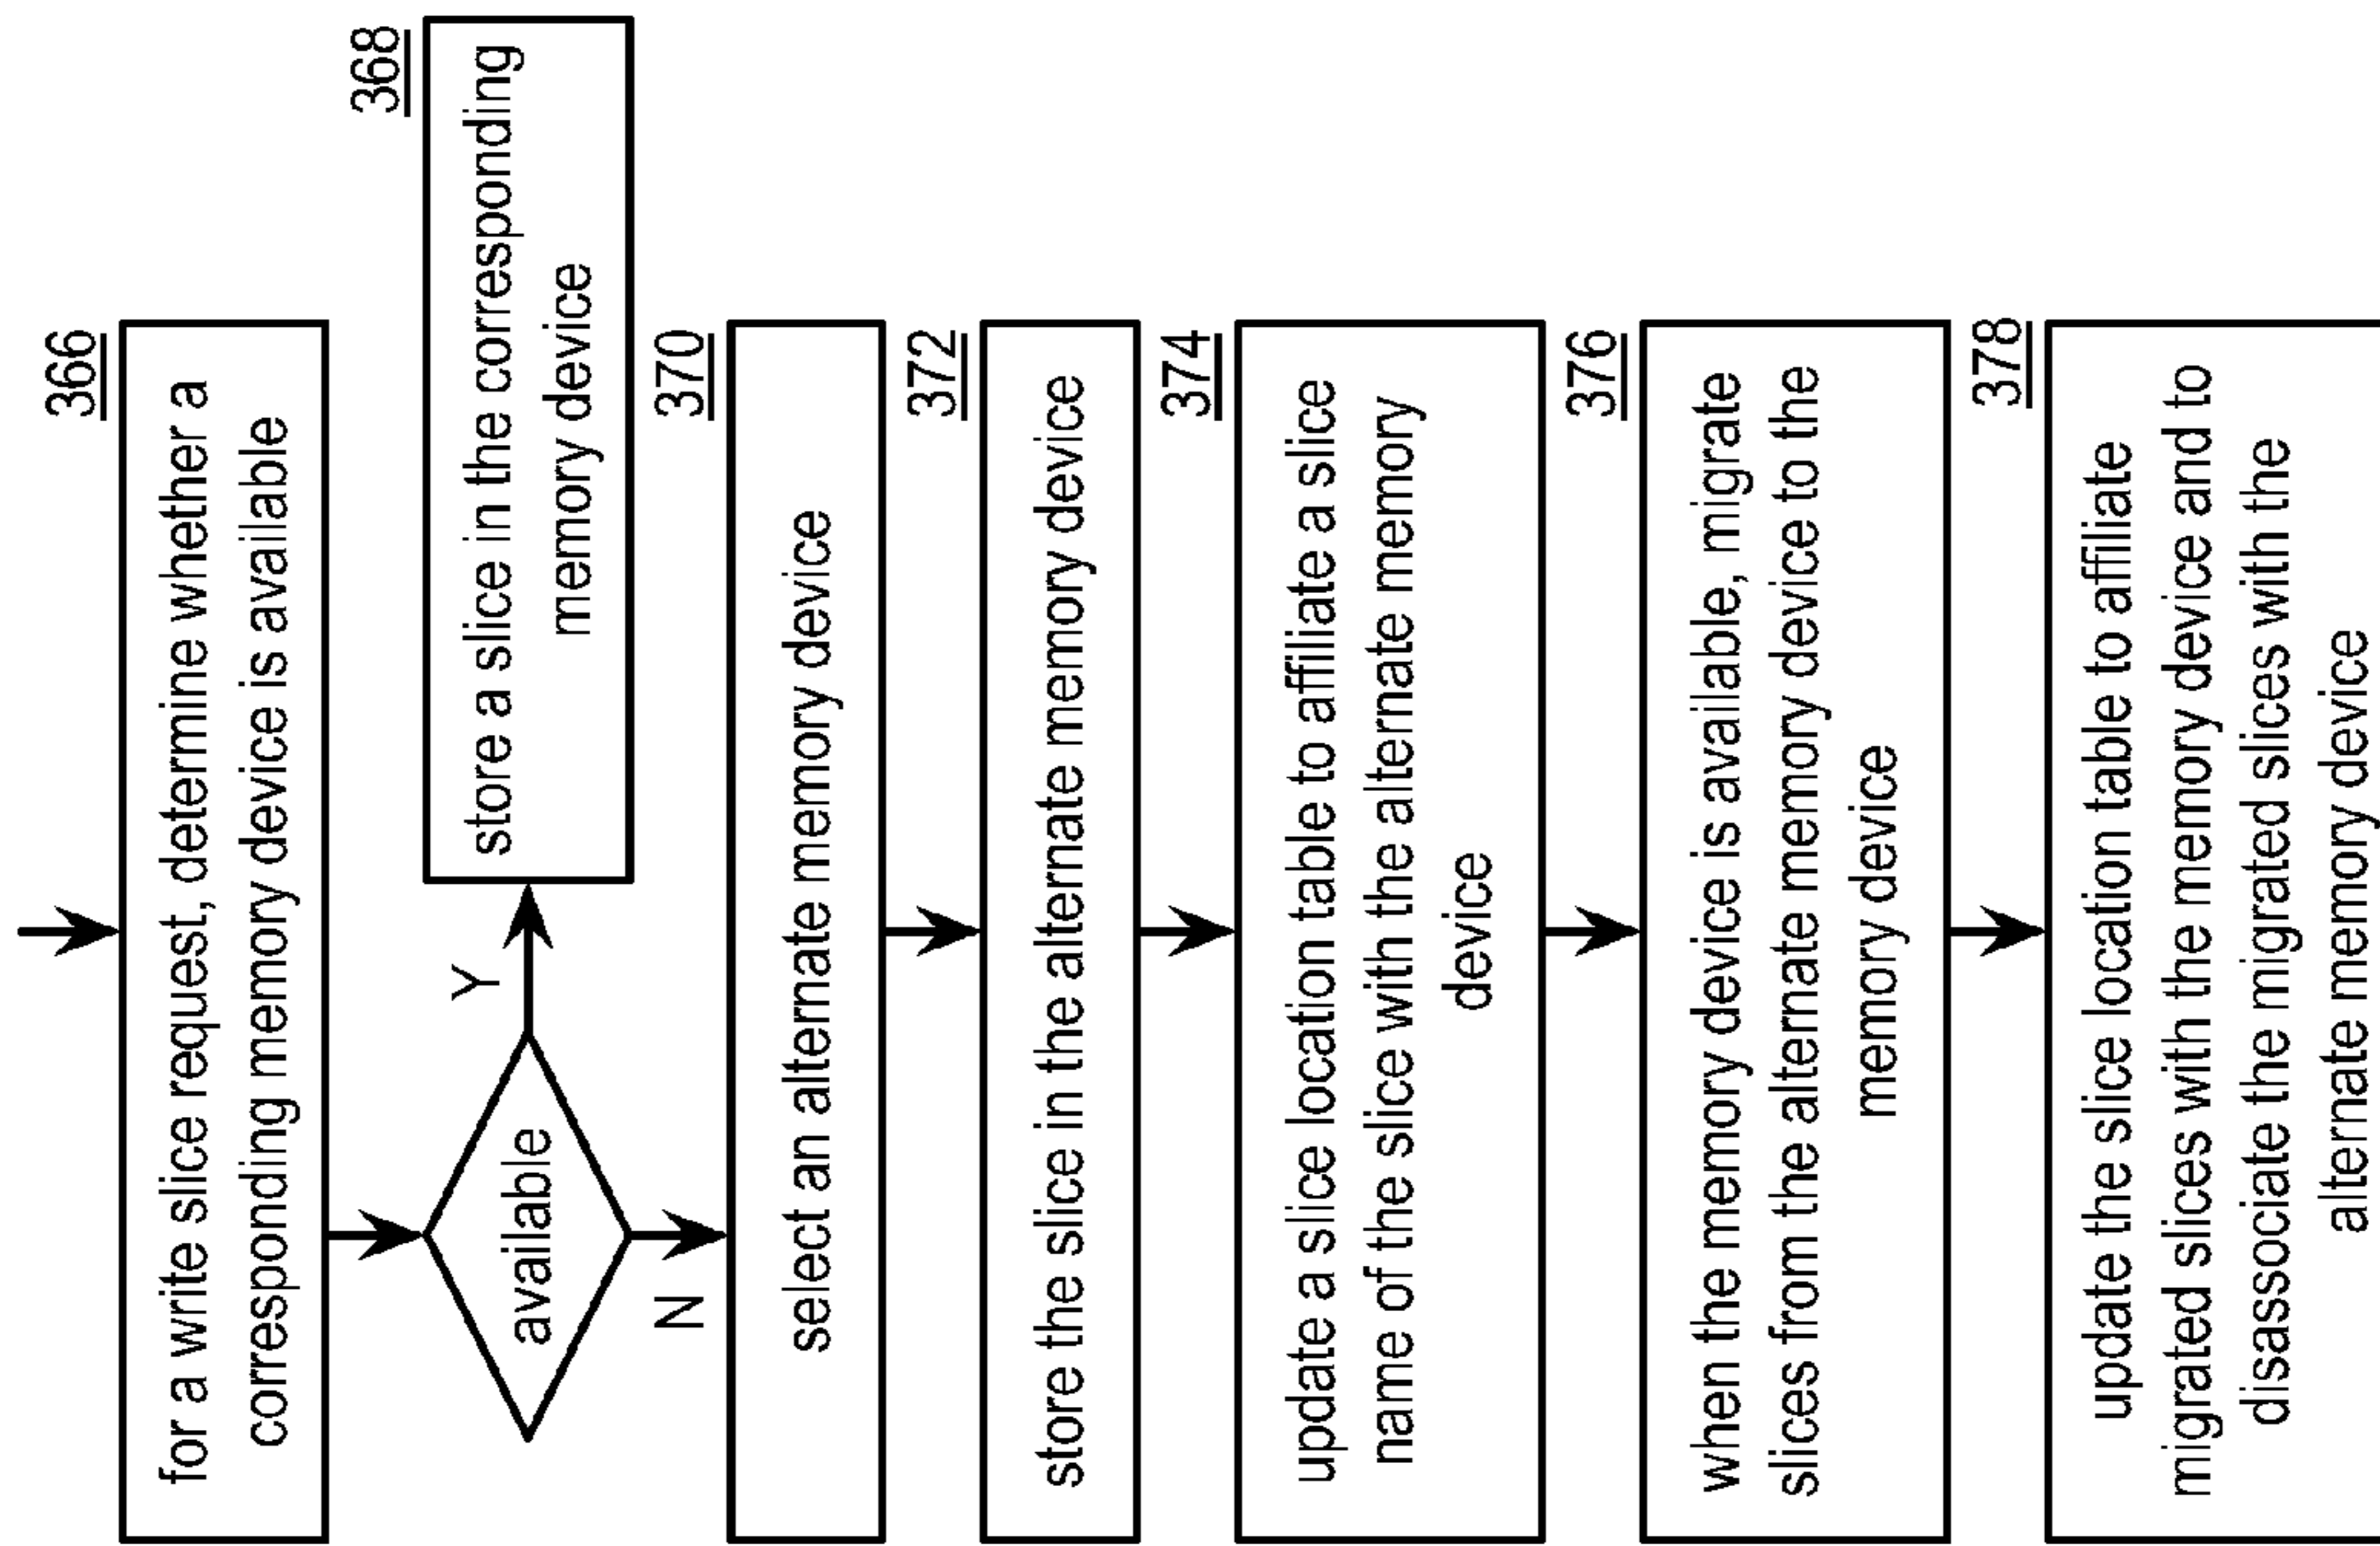 366
for a write slice request, determine whether a
corresponding memory device is available
available
Y
N
368
store a slice in the corresponding
memory device
370
select an alternate memory device
372
store the slice in the alternate memory device
374
update a slice location table to affiliate a slice
name of the slice with the alternate memory
device
376
when the memory device is available, migrate
slices from the alternate memory device to the
memory device
378
update the slice location table to affiliate
migrated slices with the memory device and to
disassociate the migrated slices with the
alternate memory device